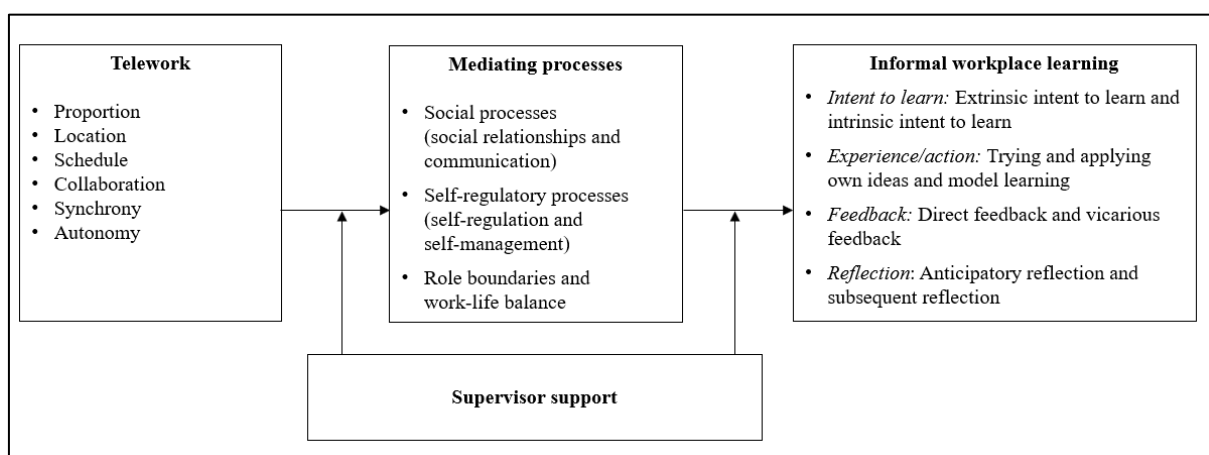 Telework
• Proportion
• Location
• Schedule
• Collaboration
• Synchrony
• Autonomy
Mediating processes
• Social processes
(social relationships and
communication)
• Self-regulatory processes
(self-regulation and
self-management)
• Role boundaries and
work-life balance
Informal workplace learning
• Intent to learn: Extrinsic intent to learn and
intrinsic intent to learn
• Experience/action: Trying and applying
own ideas and model learning
• Feedback: Direct feedback and vicarious
feedback
• Reflection: Anticipatory reflection and
subsequent reflection
Supervisor support